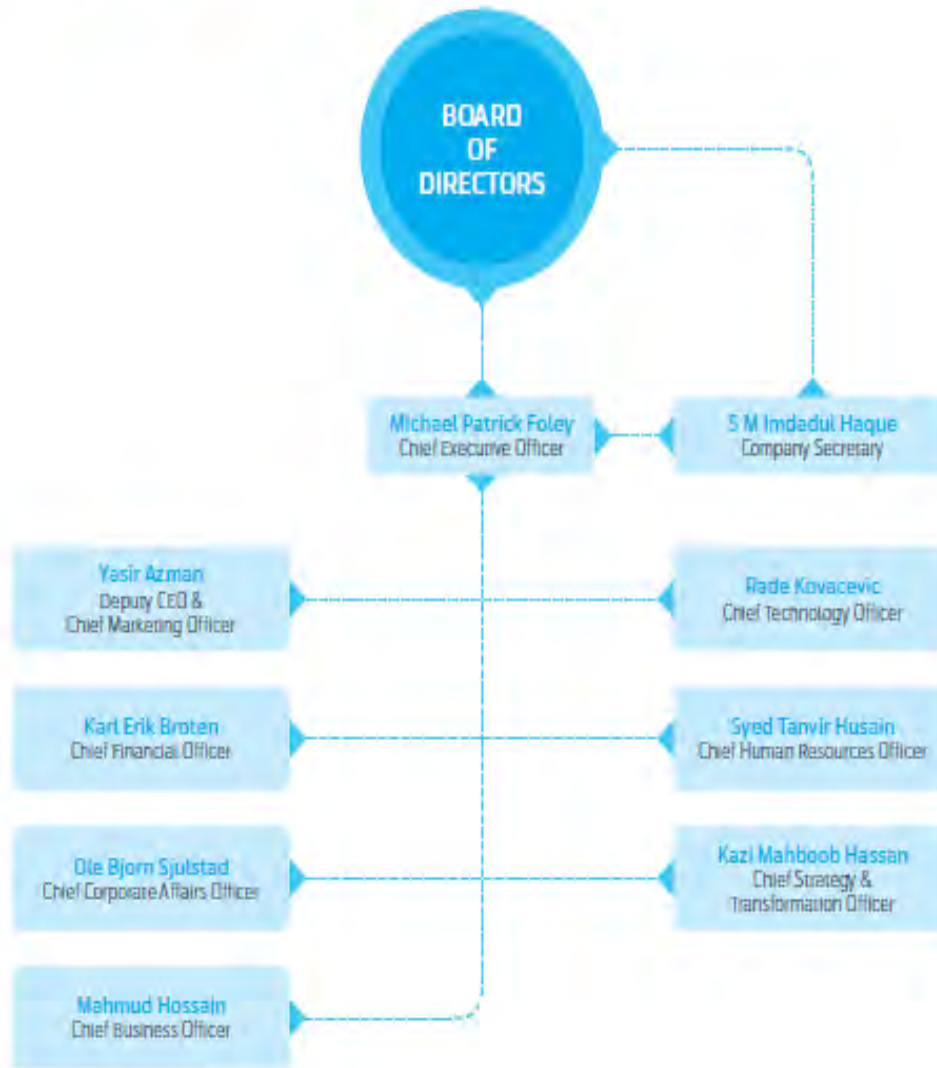 BOARD
OF
DIRECTORS
Michael Patrick Foley
Chief Executive Officer
S M Imdadul Haque
Company Secretary
Yasir Azman
Deputy CEO &
Chief Marketing Officer
Rade Kovacevic
Chief Technology Officer
Karl Erik Broten
Chief Financial Officer
Syed Tanvir Husain
Chief Human Resources Officer
Ole Bjorn Sjulstad
Chief Corporate Affairs Officer
Kazi Mahboob Hassan
Chief Strategy &
Transformation Officer
Mahmud Hossain
Chief Business Officer